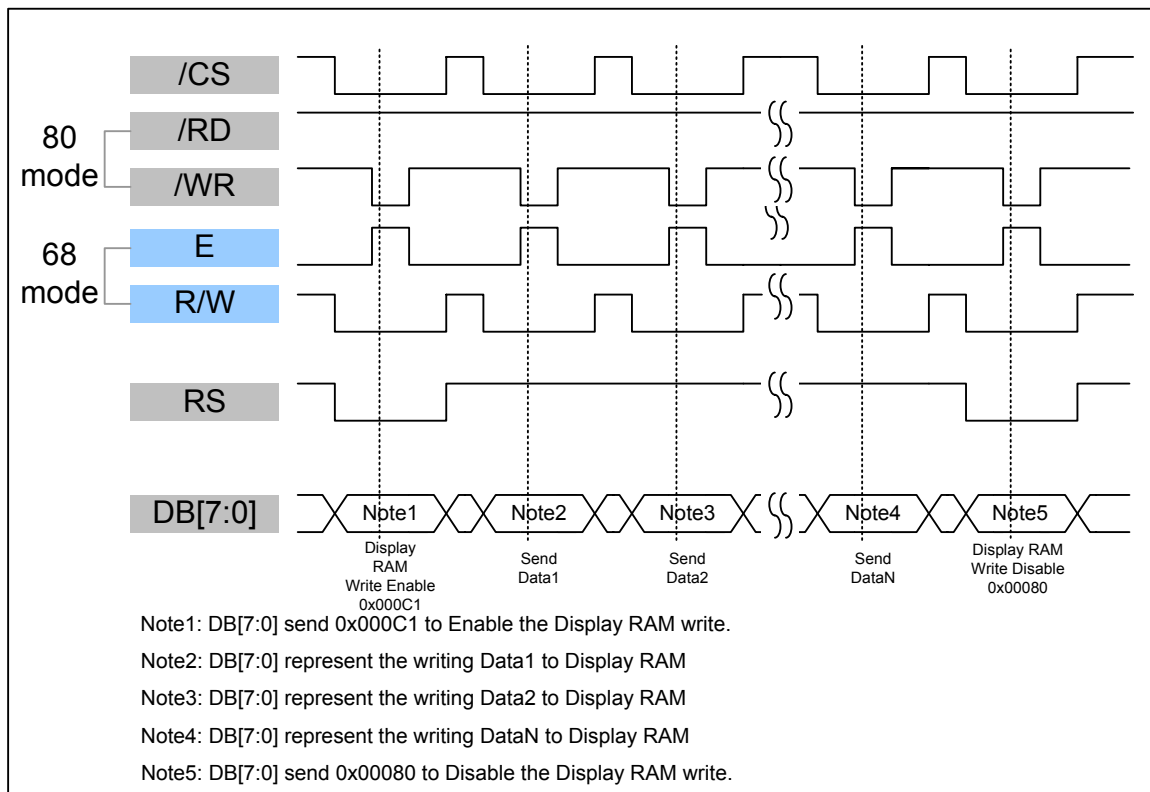 /CS
80
mode
/RD
/WR
68
mode
E
R/W
RS
DB[7:0]
Note1
Note2
Note3
Note4
Note5
Display
RAM
Write Enable
0x000C1
Send
Data1
Send
Data2
Send
DataN
Display RAM
Write Disable
0x00080
Note1: DB[7:0] send 0x000C1 to Enable the Display RAM write.
Note2: DB[7:0] represent the writing Data1 to Display RAM
Note3: DB[7:0] represent the writing Data2 to Display RAM
Note4: DB[7:0] represent the writing DataN to Display RAM
Note5: DB[7:0] send 0x00080 to Disable the Display RAM write.